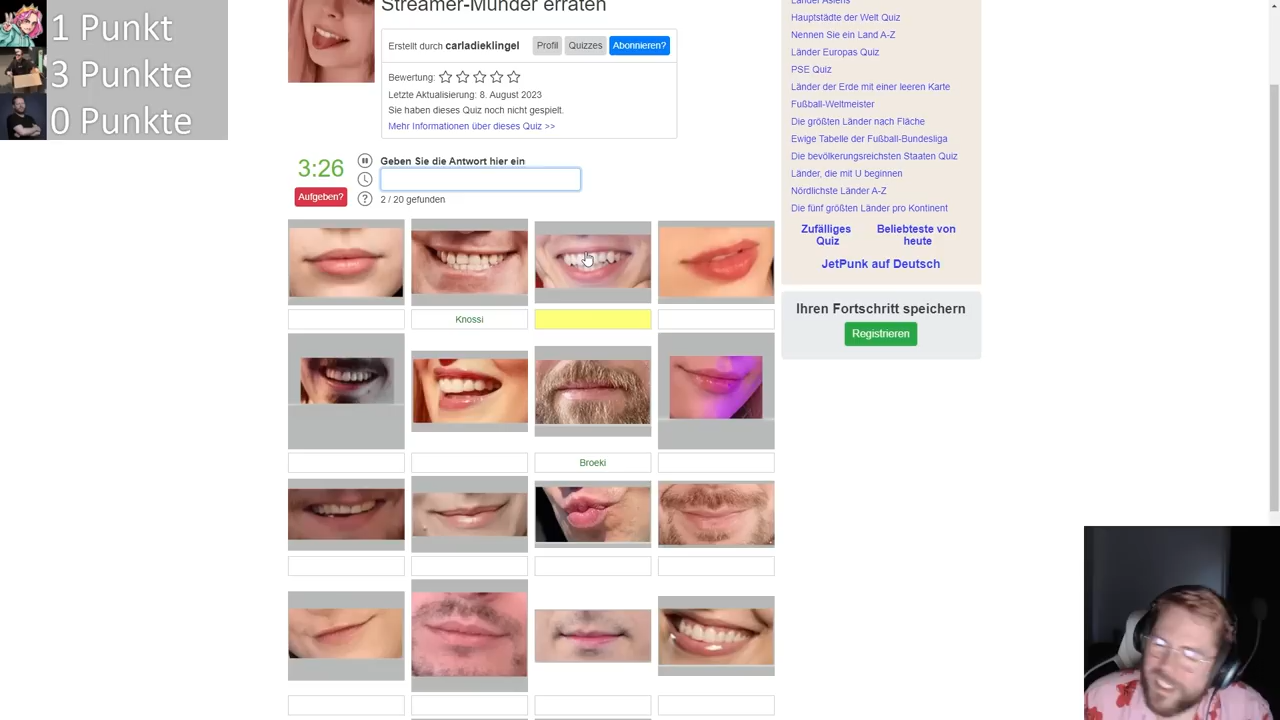 1 Punkt
3 Punkte
0 Punkte
Streamer-Münder erraten
Erstellt durch carladieklingel
Profil
Quizzes
Abonnieren?
Bewertung:
Letzte Aktualisierung: 8. August 2023
Sie haben dieses Quiz noch nicht gespielt.
Mehr Informationen über dieses Quiz >>
3:26
Aufgeben?
Geben Sie die Antwort hier ein
2 / 20 gefunden
Knossi
Broeki
Länder Asiens
Hauptstädte der Welt Quiz
Nennen Sie ein Land A-Z
Länder Europas Quiz
PSE Quiz
Länder der Erde mit einer leeren Karte
Fußball-Weltmeister
Die größten Länder nach Fläche
Ewige Tabelle der Fußball-Bundesliga
Die bevölkerungsreichsten Staaten Quiz
Länder, die mit U beginnen
Nördlichste Länder A-Z
Die fünf größten Länder pro Kontinent
Zufälliges
Quiz
Beliebteste von
heute
JetPunk auf Deutsch
Ihren Fortschritt speichern
Registrieren